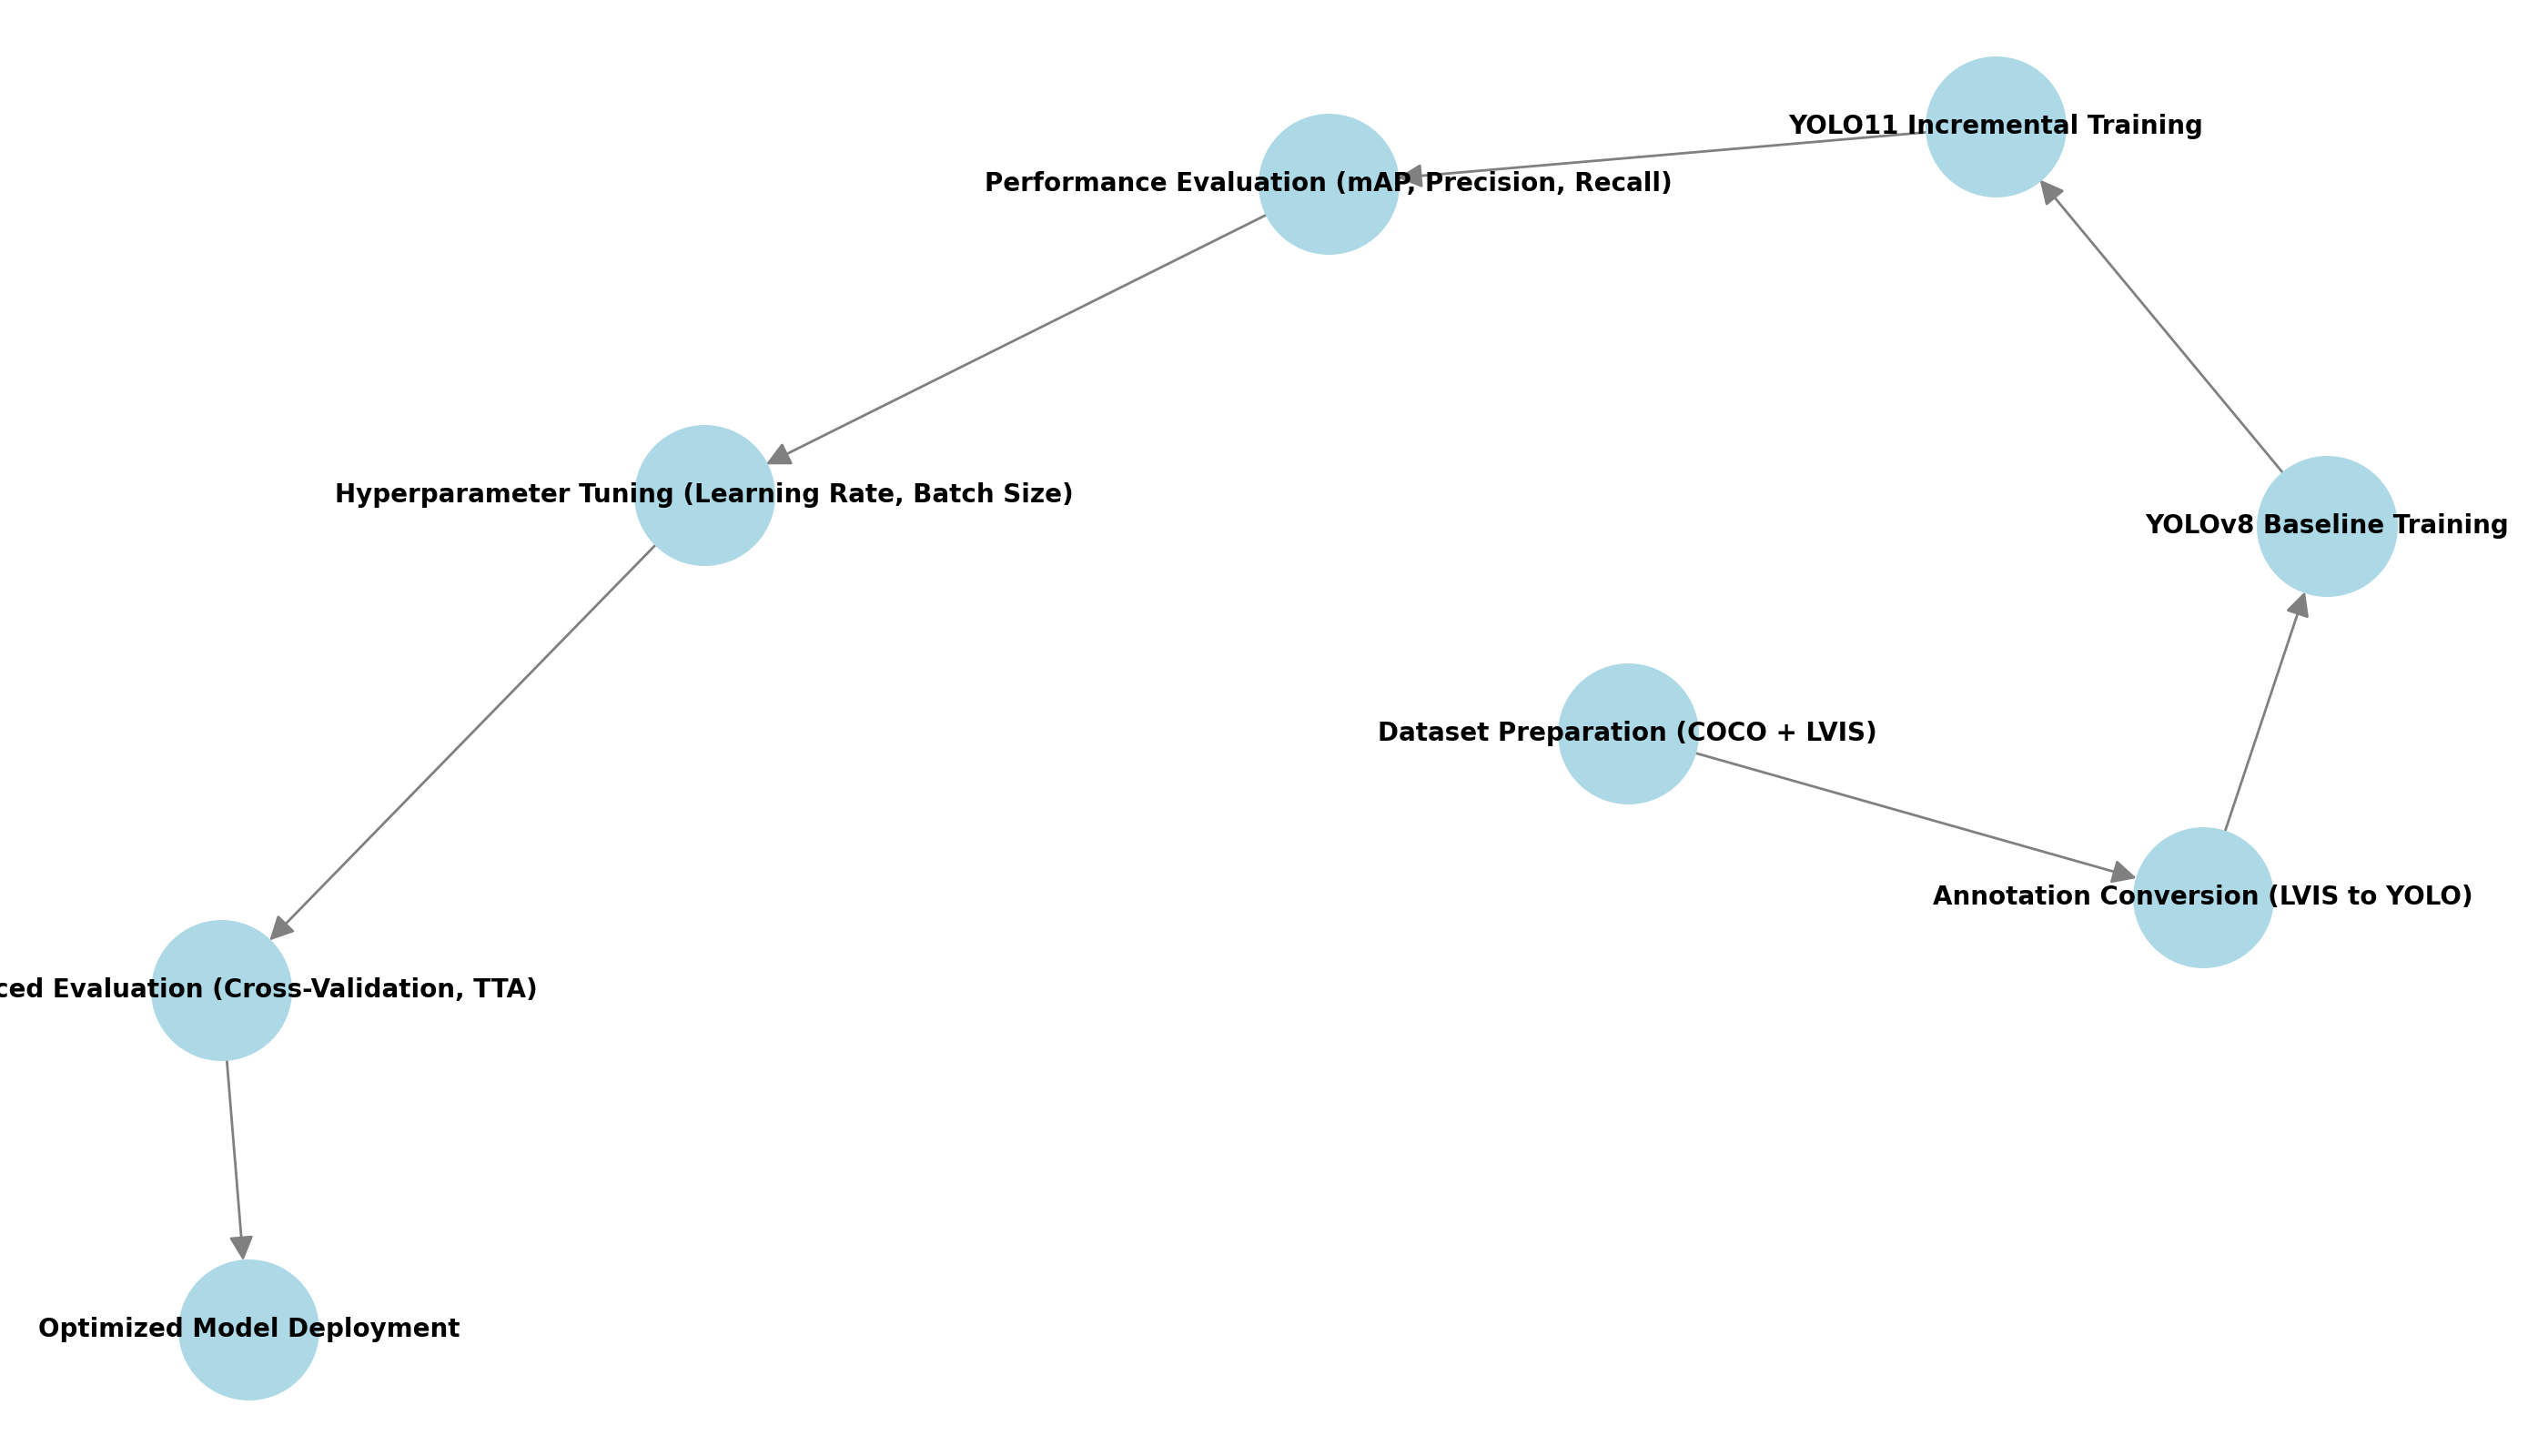 YOLO11 Incremental Training
Performance Evaluation (mAP, Precision, Recall)
Hyperparameter Tuning (Learning Rate, Batch Size)
YOLOv8 Baseline Training
Dataset Preparation (COCO + LVIS)
Annotation Conversion (LVIS to YOLO)
Evaluation (Cross-Validation, TTA)
Optimized Model Deployment